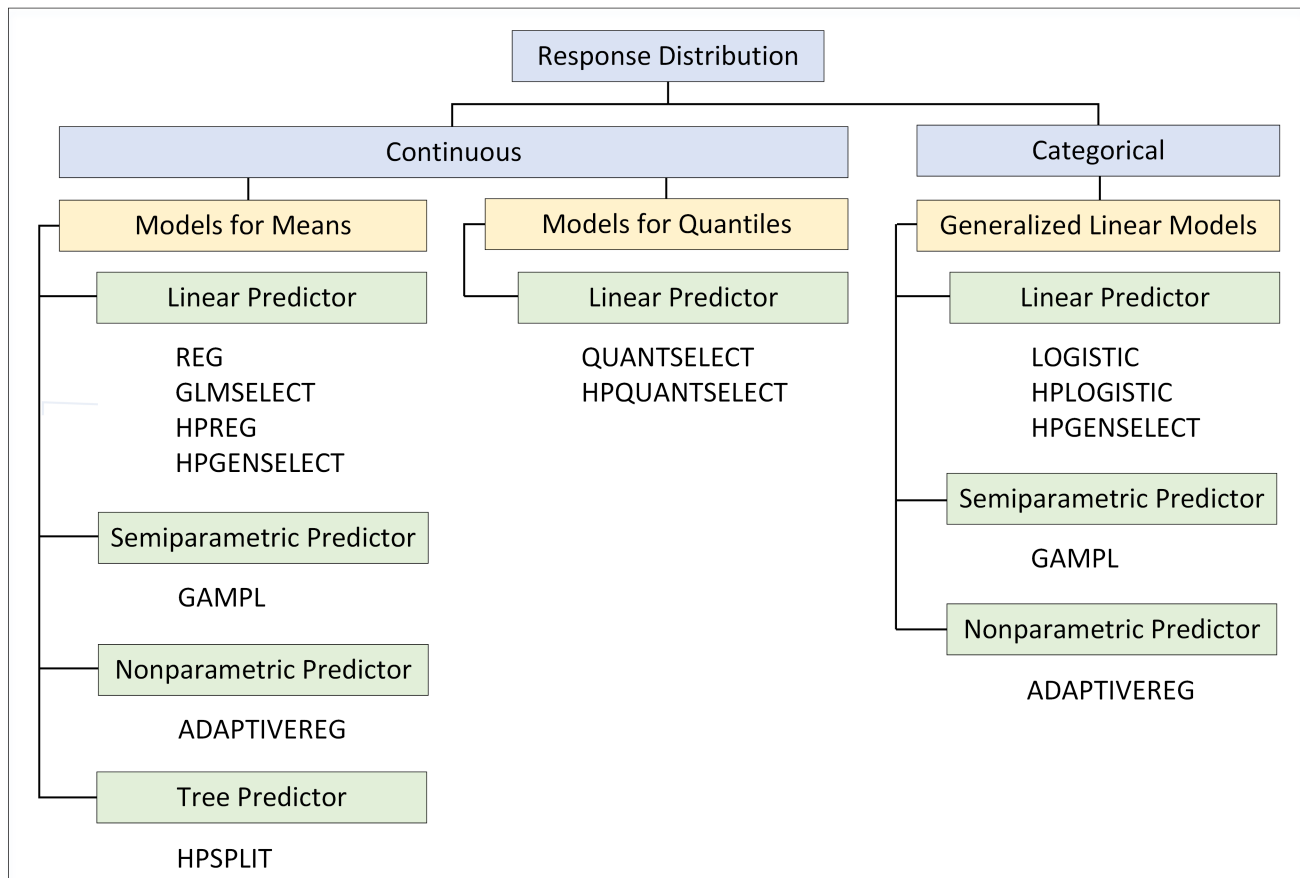 Response Distribution
Continuous
Categorical
Models for Means
Models for Quantiles
Generalized Linear Models
Linear Predictor
REG
GLMSELECT
HPREG
HPGENSELECT
Semiparametric Predictor
GAMPL
Nonparametric Predictor
ADAPTIVEREG
Tree Predictor
HPSPLIT
Linear Predictor
QUANTSELECT
HPQUANTSELECT
Linear Predictor
LOGISTIC
HPLOGISTIC
HPGENSELECT
Semiparametric Predictor
GAMPL
Nonparametric Predictor
ADAPTIVEREG